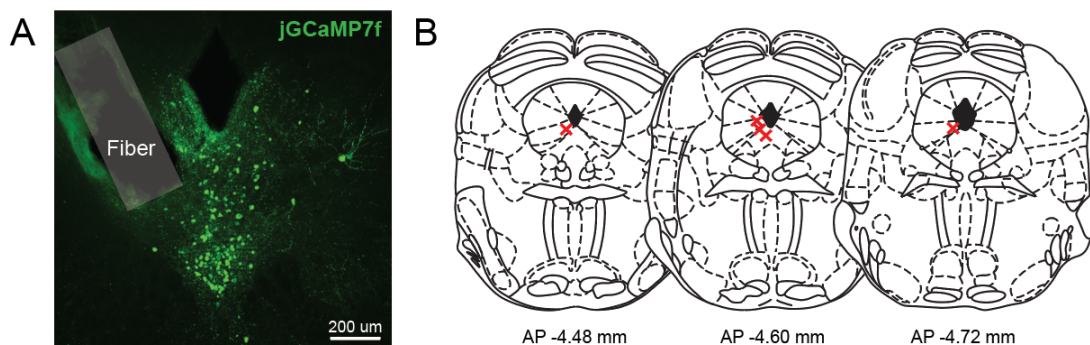 A
jGCaMP7f
Fiber
200 um
B
AP -4.48 mm
AP -4.60 mm
AP -4.72 mm